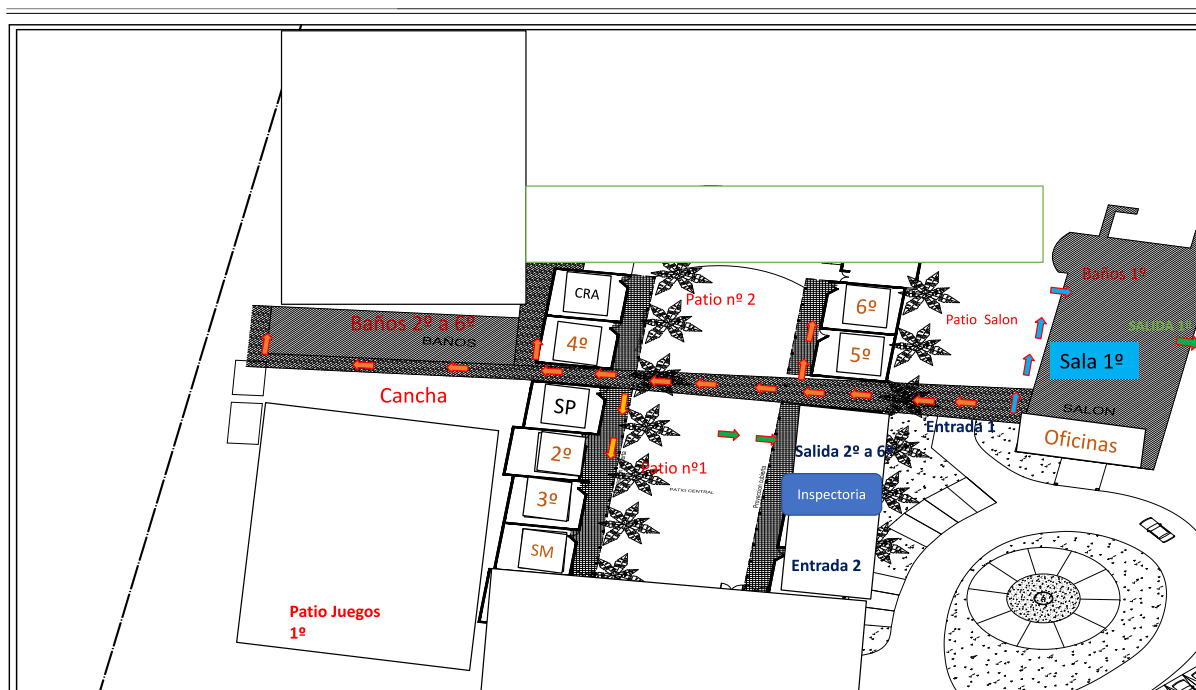 Baños 1º
CRA
Patio nº 2
6º
Patio Salon
SALIDA 1º
Baños 2º a 6º
BAÑOS
4º
5º
Sala 1º
Cancha
SP
SALON
Entrada 1
Oficinas
2º
Salida 2º a 6º
Patio nº1
PATIO CENTRAL
Inspectoria
3º
SM
Entrada 2
Patio Juegos
1º